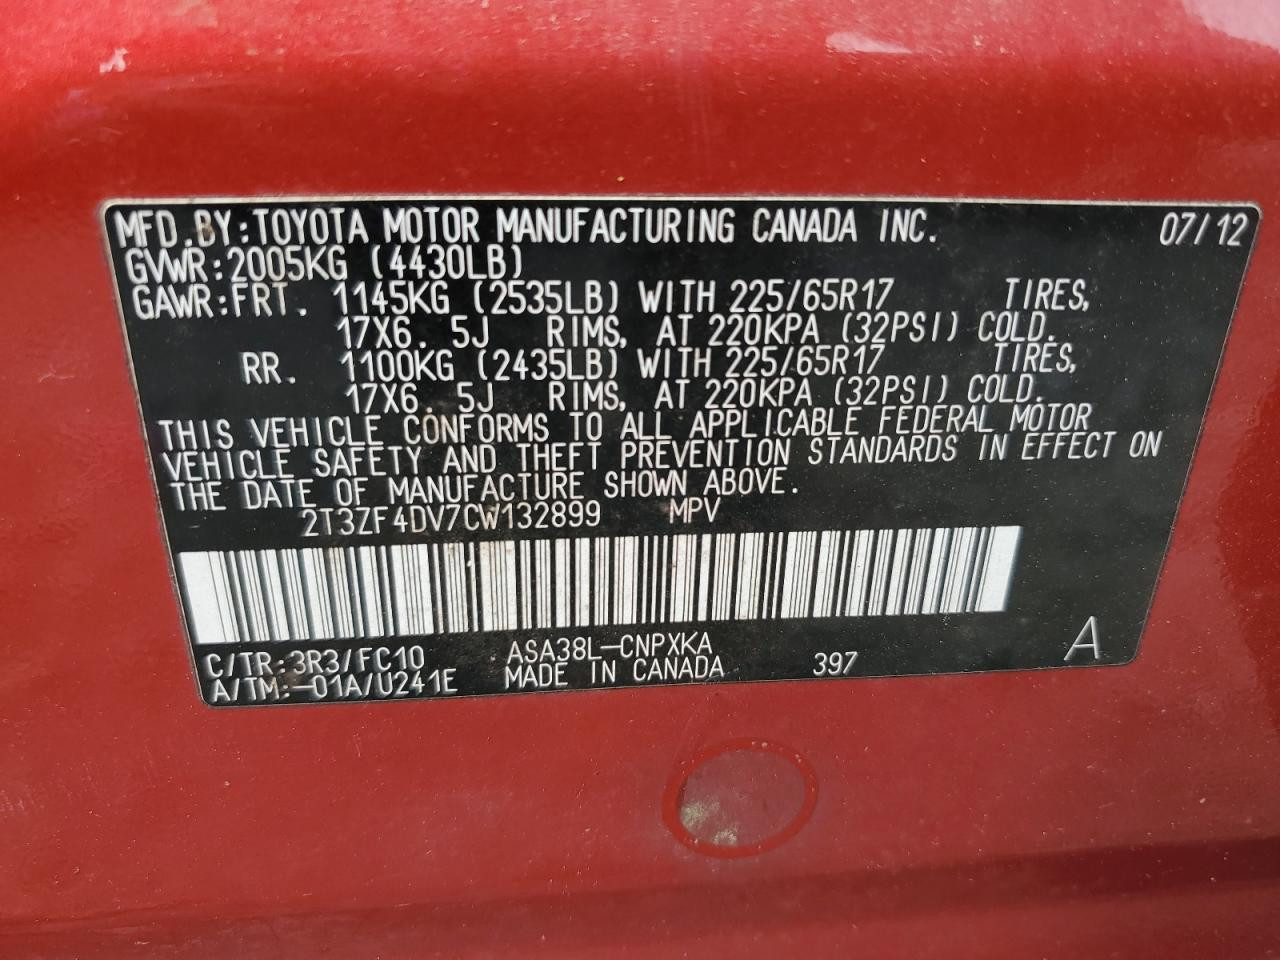 MFD.BY:TOYOTA MOTOR MANUFACTURING CANADA INC. 07/12
GVWR:2005KG (4430LB)
GAWR:FRT. 1145KG (2535LB) WITH 225/65R17 TIRES,
17X6.5J RIMS, AT 220KPA (32PSI) COLD.
RR. 1100KG (2435LB) WITH 225/65R17 TIRES,
17X6.5J RIMS, AT 220KPA (32PSI) COLD.
THIS VEHICLE CONFORMS TO ALL APPLICABLE FEDERAL MOTOR
VEHICLE SAFETY AND THEFT PREVENTION STANDARDS IN EFFECT ON
THE DATE OF MANUFACTURE SHOWN ABOVE.
2T3ZF4DV7CW132899 MPV
C/TR:3R3/FC10 ASA38L-CNPXKA
A/TM:-01A/U241E MADE IN CANADA 397 A